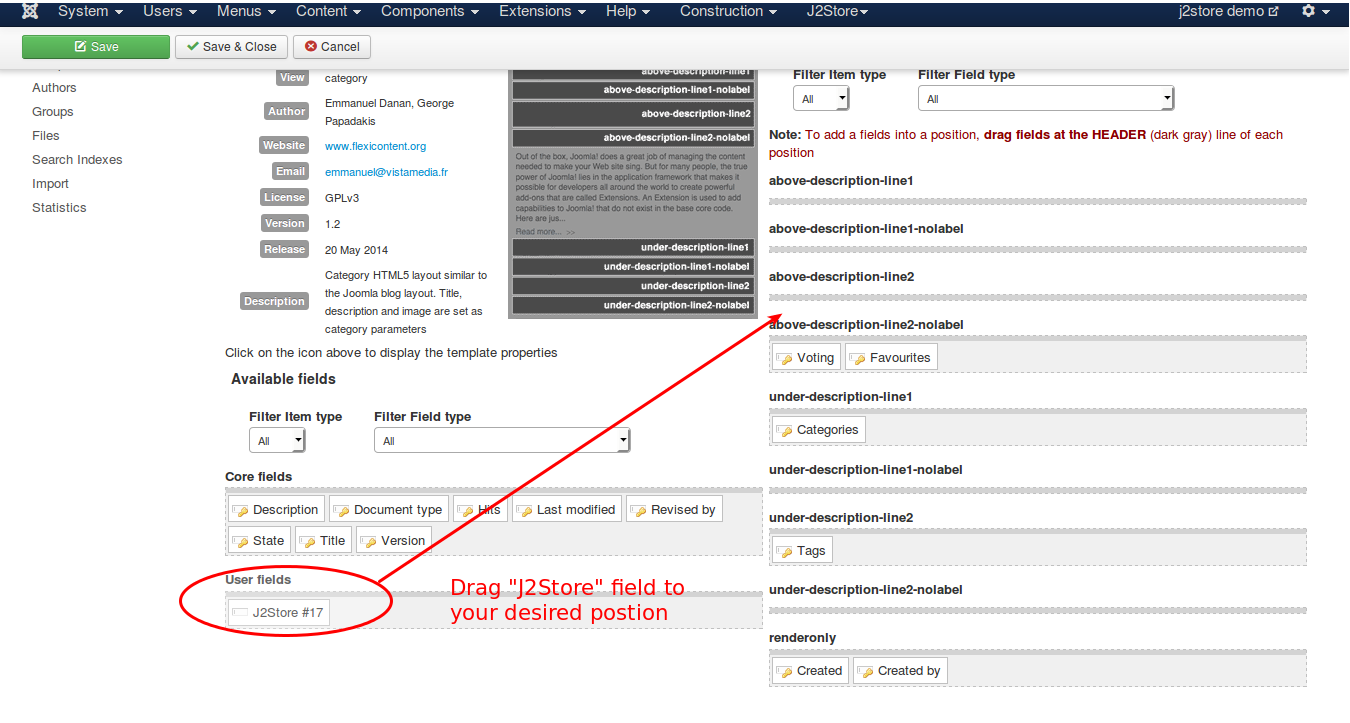 System Users Menus Content Components Extensions Help Construction J2Store j2store demo
Save Save & Close Cancel
Authors
Groups
Files
Search Indexes
Import
Statistics
View category
Author Emmanuel Danan, George
Papadakis
Website www.flexicontent.org
Email emmanuel@vistamedia.fr
License GPLv3
Version 1.2
Release 20 May 2014
Description Category HTML5 layout similar to
the Joomla blog layout. Title,
description and image are set as
category parameters
above-description-line1
above-description-line1-nolabel
above-description-line2
above-description-line2-nolabel
Out of the box, Joomla! does a great job of managing the content
needed to make your Web site sing. But for many people, the true
power of Joomla! lies in the application framework that makes it
possible for developers all around the world to create powerful
add-ons that are called Extensions. An Extension is used to add
capabilities to Joomla! that do not exist in the base core code.
Here are jus...
Read more... >>
under-description-line1
under-description-line1-nolabel
under-description-line2
under-description-line2-nolabel
Click on the icon above to display the template properties
Available fields
Filter Item type Filter Field type
All All
Core fields
Description Document type Hits Last modified Revised by
State Title Version
User fields
J2Store #17
Drag "J2Store" field to
your desired postion
Filter Item type Filter Field type
All All
Note: To add a fields into a position, drag fields at the HEADER (dark gray) line of each
position
above-description-line1
above-description-line1-nolabel
above-description-line2
above-description-line2-nolabel
Voting Favourites
under-description-line1
Categories
under-description-line1-nolabel
under-description-line2
Tags
under-description-line2-nolabel
renderonly
Created Created by